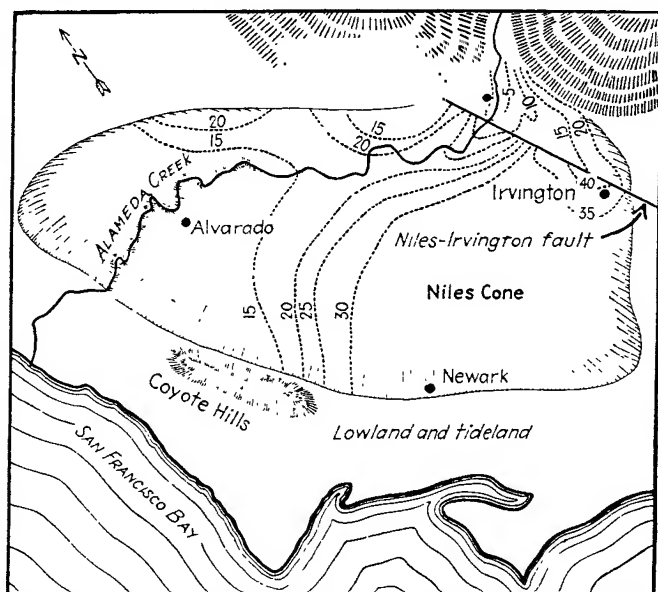 N
20
15
15
20
5
10
15
20
ALAMEDA CREEK
Alvarado
40
Irvington
35
Niles-Irvington fault
15
20
25
30
Niles Cone
Newark
Coyote Hills
Lowland and tideland
SAN FRANCISCO BAY